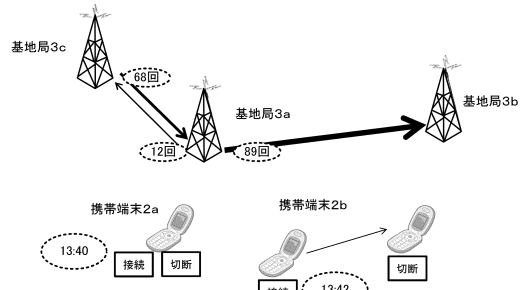 基地局3c
68回
基地局3a
基地局3b
12回
89回
携帯端末2a
携帯端末2b
13:40
接続
切断
切断
接続
13:42